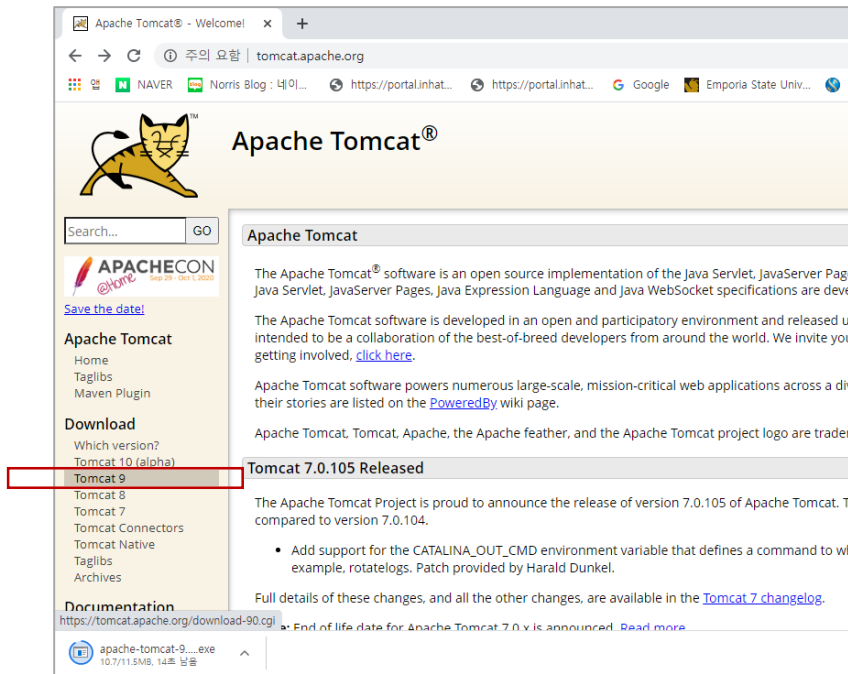 Apache Tomcat® - Welcome!
주의 요함 | tomcat.apache.org
앱 NAVER Norris Blog : 네이... https://portal.inhat... https://portal.inhat... Google Emporia State Univ...
TM
Apache Tomcat®
Search... GO
APACHECON
@Home Sep 29 - Oct 1, 2020
Save the date!
Apache Tomcat
Home
Taglibs
Maven Plugin
Download
Which version?
Tomcat 10 (alpha)
Tomcat 9
Tomcat 8
Tomcat 7
Tomcat Connectors
Tomcat Native
Taglibs
Archives
Documentation
https://tomcat.apache.org/download-90.cgi
Apache Tomcat
The Apache Tomcat® software is an open source implementation of the Java Servlet, JavaServer Pag
Java Servlet, JavaServer Pages, Java Expression Language and Java WebSocket specifications are deve
The Apache Tomcat software is developed in an open and participatory environment and released u
intended to be a collaboration of the best-of-breed developers from around the world. We invite you
getting involved, click here.
Apache Tomcat software powers numerous large-scale, mission-critical web applications across a di
their stories are listed on the PoweredBy wiki page.
Apache Tomcat, Tomcat, Apache, the Apache feather, and the Apache Tomcat project logo are trader
Tomcat 7.0.105 Released
The Apache Tomcat Project is proud to announce the release of version 7.0.105 of Apache Tomcat. T
compared to version 7.0.104.
• Add support for the CATALINA_OUT_CMD environment variable that defines a command to wh
example, rotatelogs. Patch provided by Harald Dunkel.
Full details of these changes, and all the other changes, are available in the Tomcat 7 changelog.
End of life date for Apache Tomcat 7.0.x is announced. Read more
apache-tomcat-9.....exe
10.7/11.5MB, 14초 남음